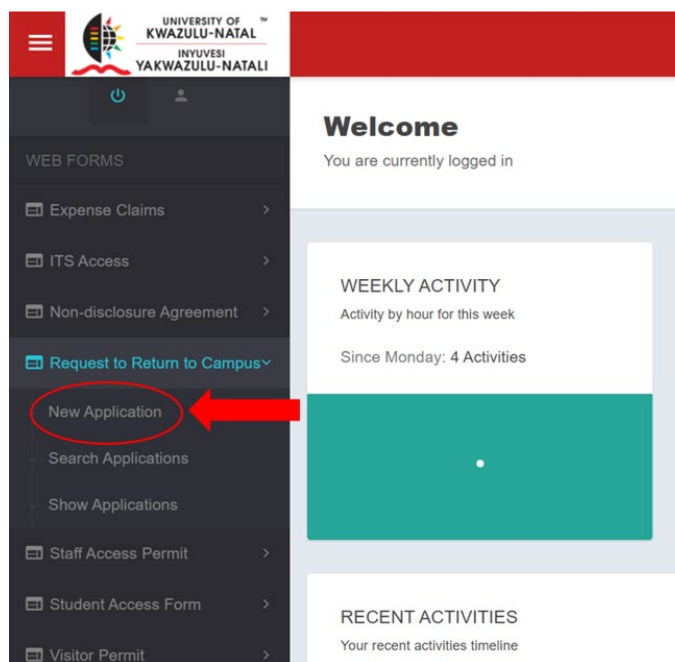 UNIVERSITY OF ™
KWAZULU-NATAL
INYUVESI
YAKWAZULU-NATALI
WEB FORMS
Expense Claims
ITS Access
Non-disclosure Agreement
Request to Return to Campus
New Application
Search Applications
Show Applications
Staff Access Permit
Student Access Form
Visitor Permit
Welcome
You are currently logged in
WEEKLY ACTIVITY
Activity by hour for this week
Since Monday: 4 Activities
RECENT ACTIVITIES
Your recent activities timeline